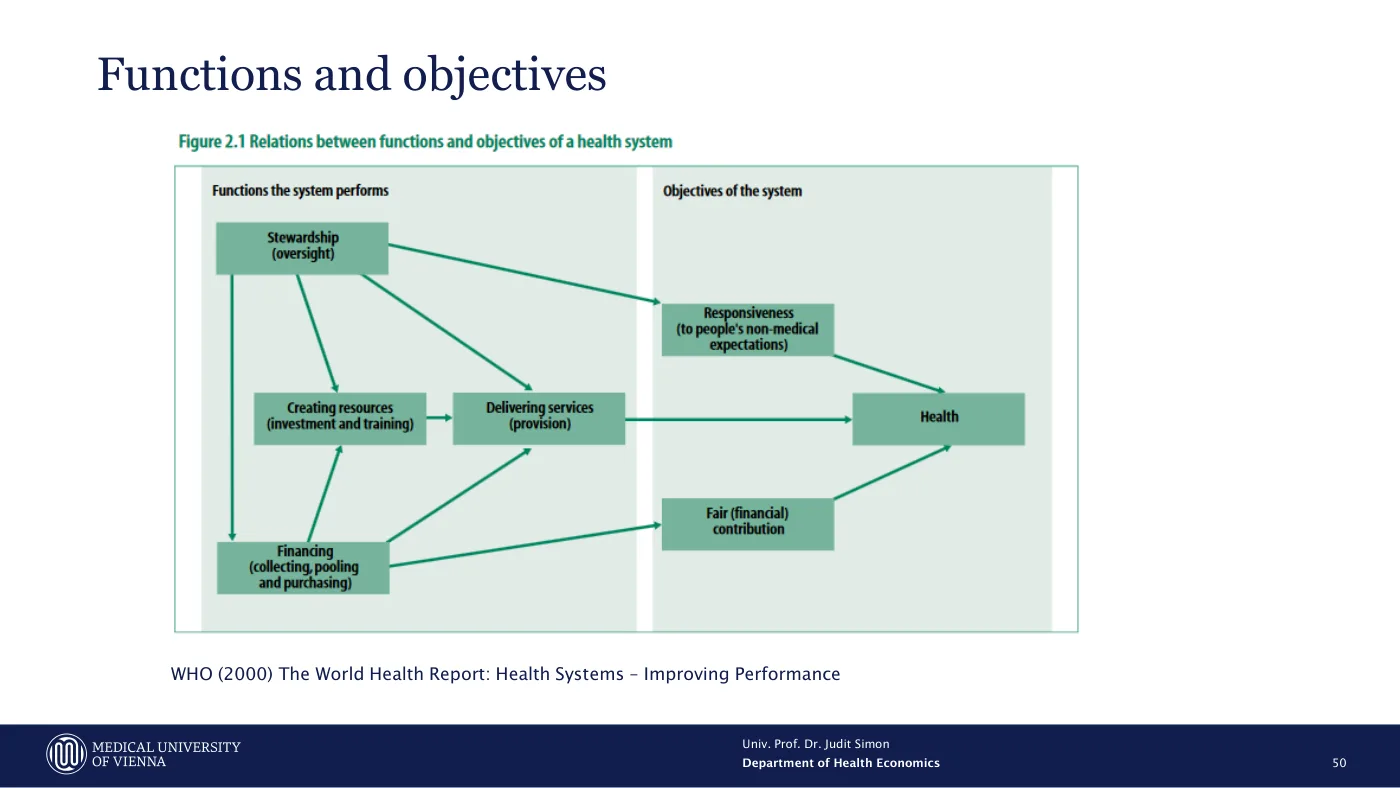 Functions and objectives
Figure 2.1 Relations between functions and objectives of a health system
Functions the system performs
Objectives of the system
Stewardship
(oversight)
Responsiveness
(to people's non-medical
expectations)
Creating resources
(investment and training)
Delivering services
(provision)
Health
Fair (financial)
contribution
Financing
(collecting, pooling
and purchasing)
WHO (2000) The World Health Report: Health Systems – Improving Performance
MEDICAL UNIVERSITY
OF VIENNA
Univ. Prof. Dr. Judit Simon
Department of Health Economics
50